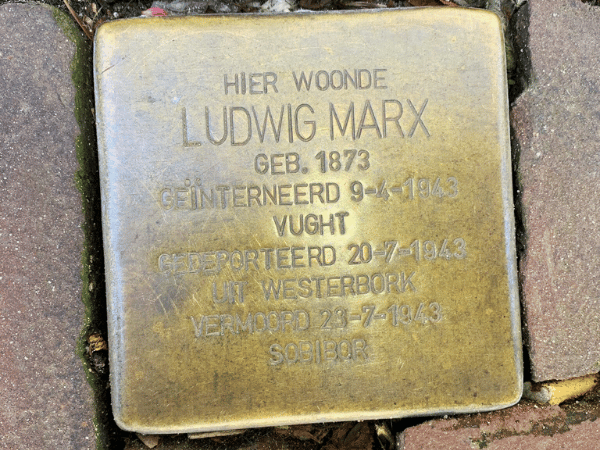 HIER WOONDE
LUDWIG MARX
GEB. 1873
GEÏNTERNEERD 9-4-1943
VUGHT
GEDEPORTEERD 20-7-1943
UIT WESTERBORK
VERMOORD 23-7-1943
SOBIBOR